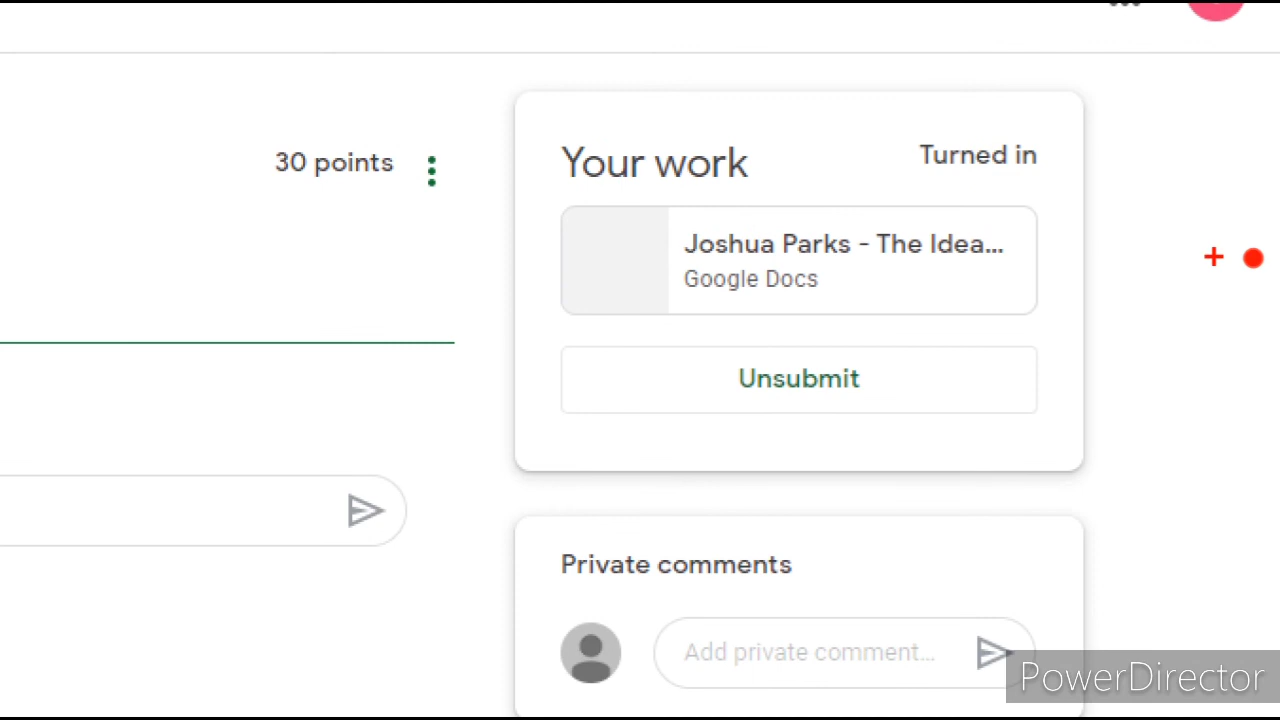 30 points
Your work
Turned in
Joshua Parks - The Idea...
Google Docs
+
Unsubmit
Private comments
Add private comment...
PowerDirector